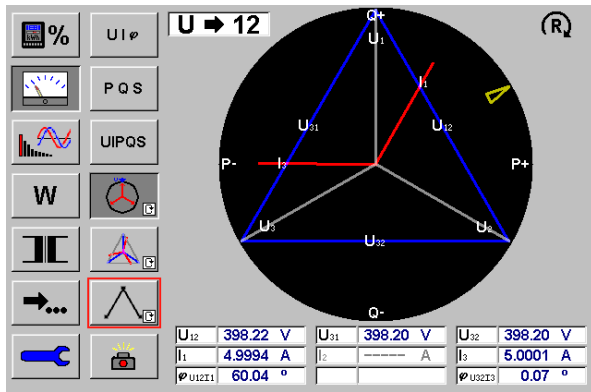 U ➡ 12
R
%
U I φ
P Q S
UIPQS
W
Q+
U1
I1
U31
U12
P-
I3
P+
U3
U2
U32
Q-
U12 398.22 V
U31 398.20 V
U32 398.20 V
I1 4.9994 A
I2 ----- A
I3 5.0001 A
φ U12I1 60.04 º
φ U32I3 0.07 º